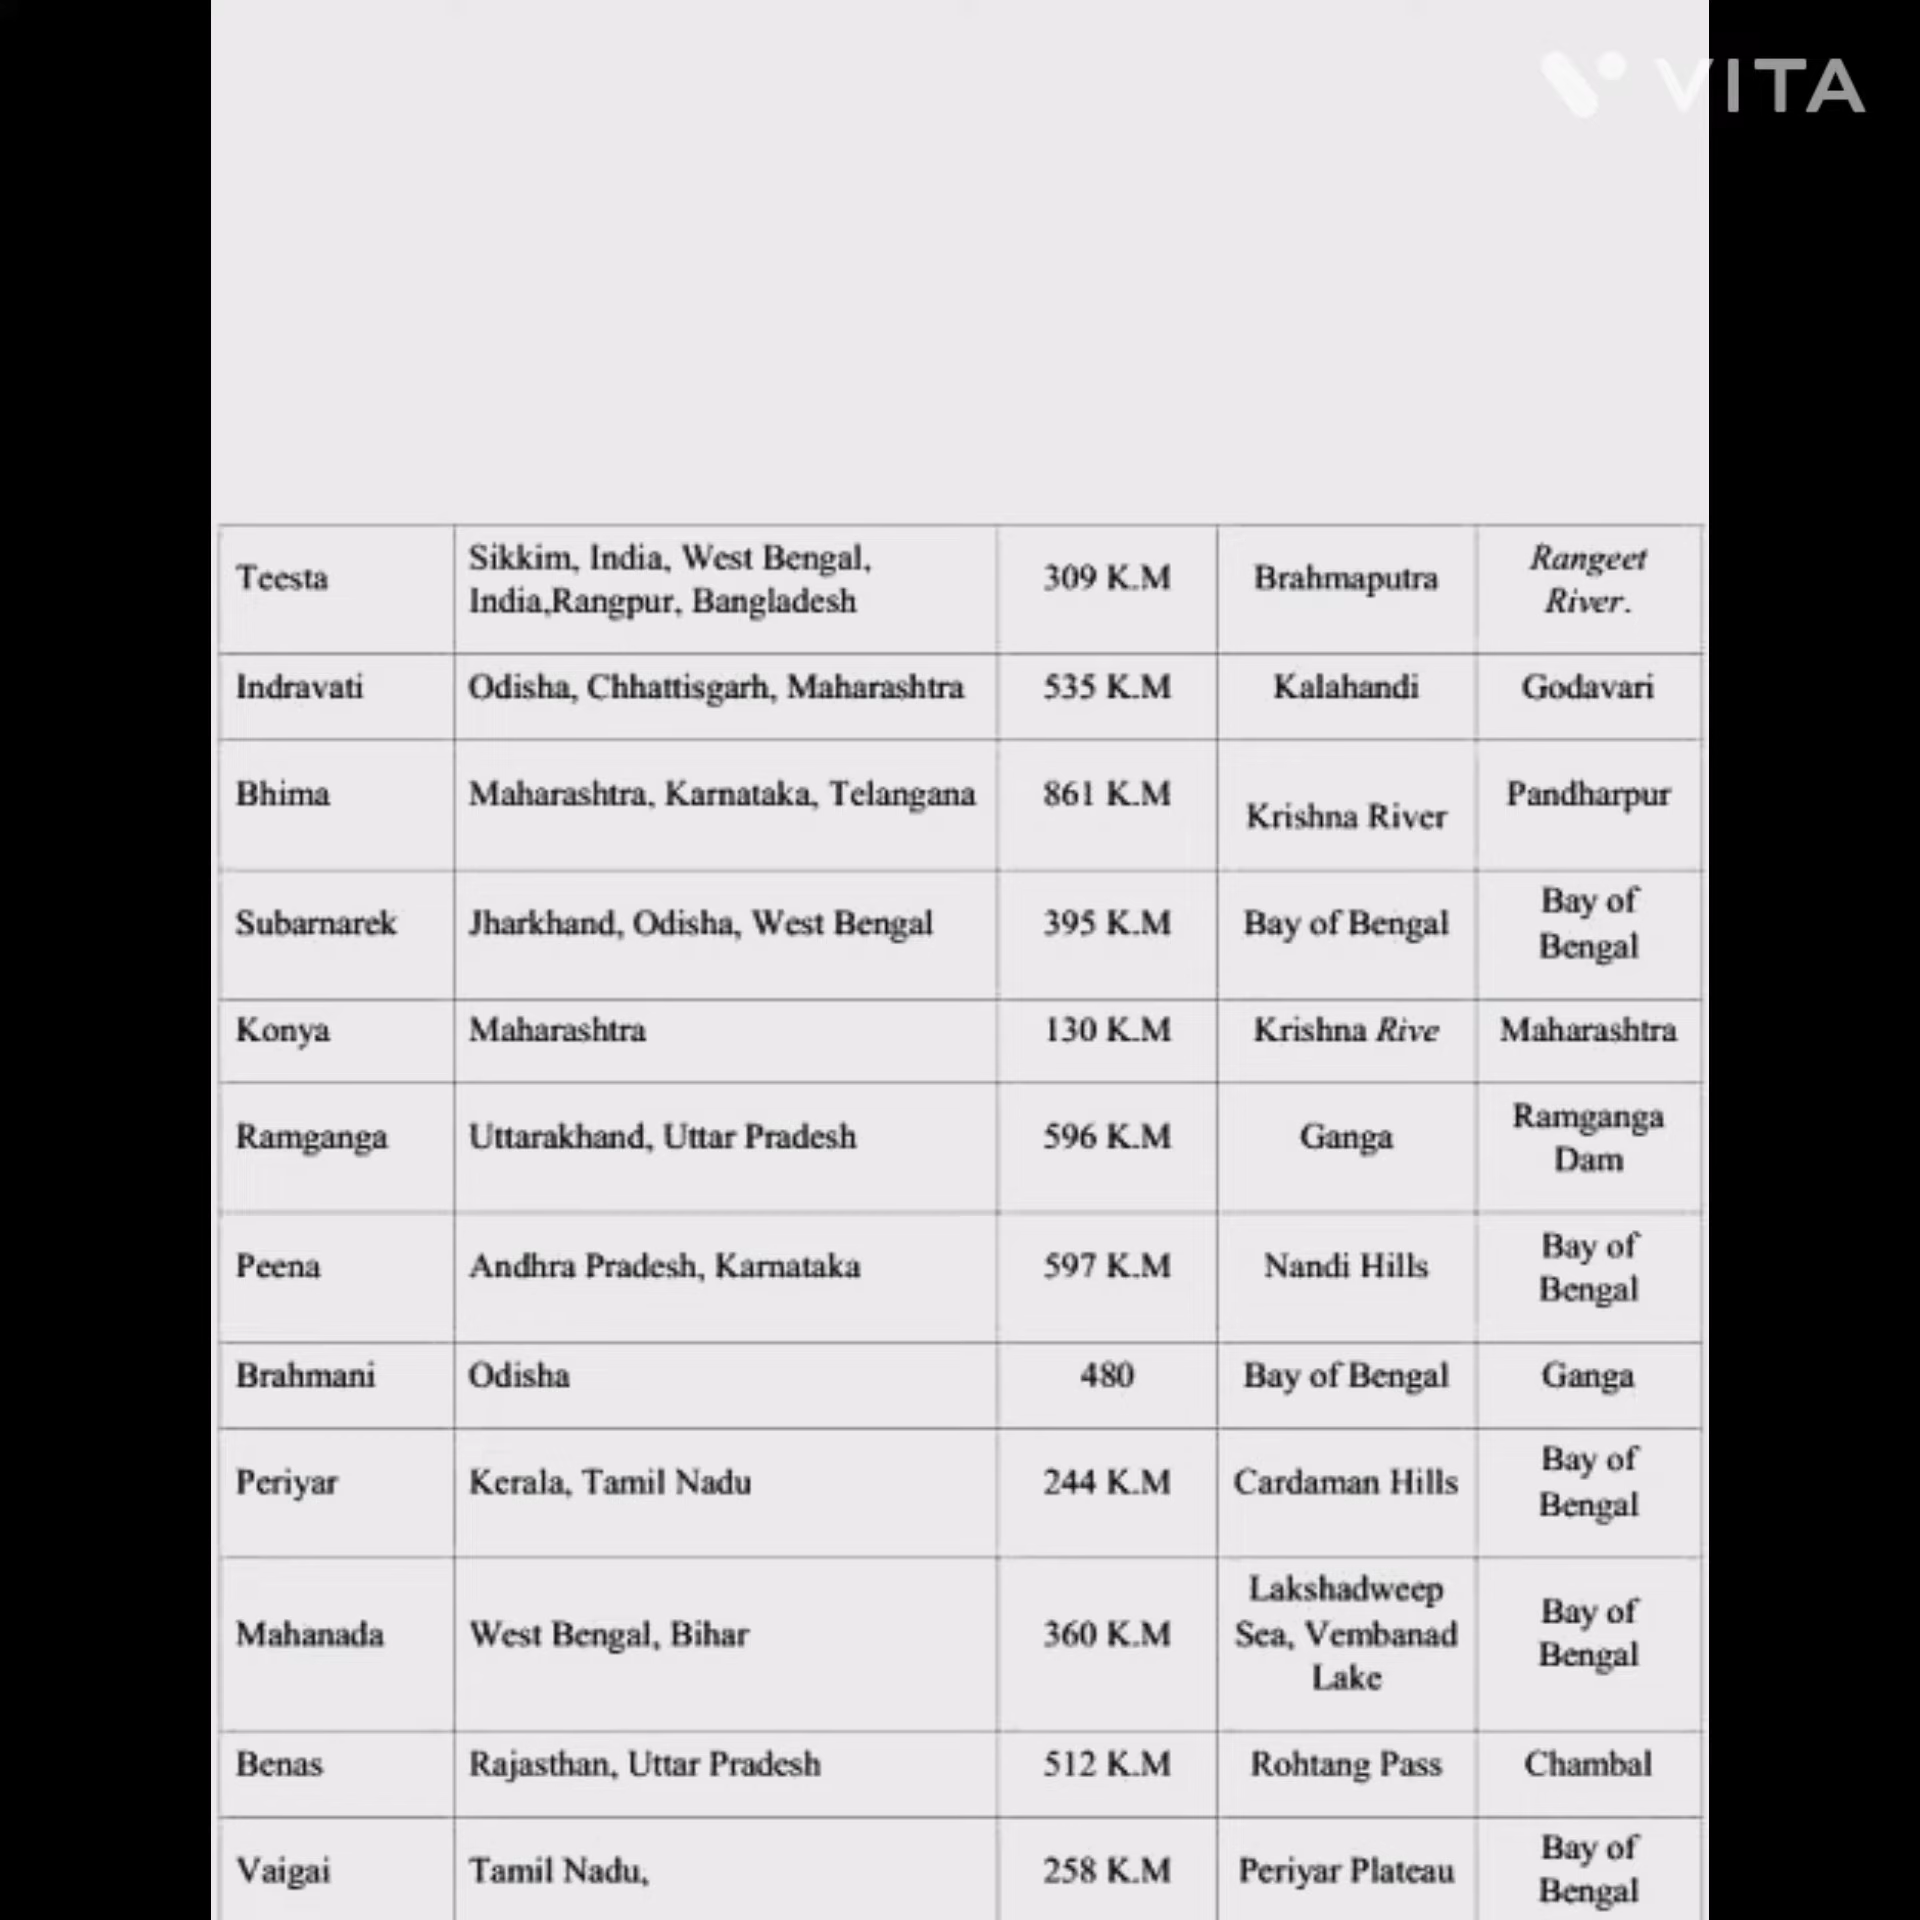 VITA
Teesta
Sikkim, India, West Bengal,
India,Rangpur, Bangladesh
309 K.M
Brahmaputra
Rangeet
River.
Indravati
Odisha, Chhattisgarh, Maharashtra
535 K.M
Kalahandi
Godavari
Bhima
Maharashtra, Karnataka, Telangana
861 K.M
Krishna River
Pandharpur
Subarnarek
Jharkhand, Odisha, West Bengal
395 K.M
Bay of Bengal
Bay of
Bengal
Konya
Maharashtra
130 K.M
Krishna Rive
Maharashtra
Ramganga
Uttarakhand, Uttar Pradesh
596 K.M
Ganga
Ramganga
Dam
Peena
Andhra Pradesh, Karnataka
597 K.M
Nandi Hills
Bay of
Bengal
Brahmani
Odisha
480
Bay of Bengal
Ganga
Periyar
Kerala, Tamil Nadu
244 K.M
Cardaman Hills
Bay of
Bengal
Mahanada
West Bengal, Bihar
360 K.M
Lakshadweep
Sea, Vembanad
Lake
Bay of
Bengal
Benas
Rajasthan, Uttar Pradesh
512 K.M
Rohtang Pass
Chambal
Vaigai
Tamil Nadu,
258 K.M
Periyar Plateau
Bay of
Bengal